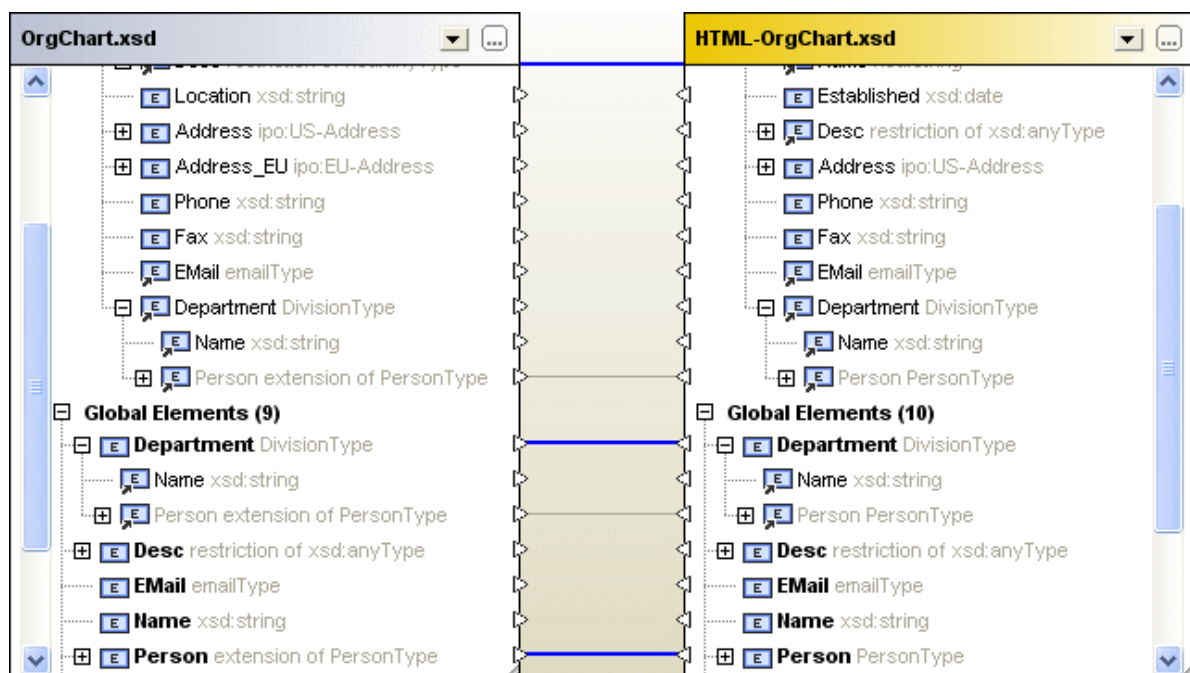 OrgChart.xsd
...
Location xsd:string
Address ipo:US-Address
Address_EU ipo:EU-Address
Phone xsd:string
Fax xsd:string
EMail emailType
Department DivisionType
Name xsd:string
Person extension of PersonType
Global Elements (9)
Department DivisionType
Name xsd:string
Person extension of PersonType
Desc restriction of xsd:anyType
EMail emailType
Name xsd:string
Person extension of PersonType
HTML-OrgChart.xsd
...
Established xsd:date
Desc restriction of xsd:anyType
Address ipo:US-Address
Phone xsd:string
Fax xsd:string
EMail emailType
Department DivisionType
Name xsd:string
Person PersonType
Global Elements (10)
Department DivisionType
Name xsd:string
Person PersonType
Desc restriction of xsd:anyType
EMail emailType
Name xsd:string
Person PersonType